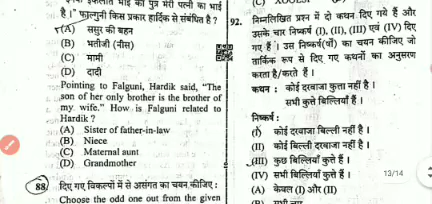 है।" फाल्गुनी किस प्रकार हार्दिक से संबंधित है ?
(A) ससुर की बहन
(B) भतीजी (नीस)
(C) मामी
(D) दादी
Pointing to Falguni, Hardik said, “The
son of her only brother is the brother of
my wife.” How is Falguni related to
Hardik ?
(A) Sister of father-in-law
(B) Niece
(C) Maternal aunt
(D) Grandmother
88. दिए गए विकल्पों में से असंगत का चयन कीजिए :
Choose the odd one out from the given
92. निम्नलिखित प्रश्न में दो कथन दिए गये हैं और
उसके चार निष्कर्ष (I), (II), (III) एवं (IV) दिए
गए हैं । उस निष्कर्ष(षों) का चयन कीजिए जो
तार्किक रूप से दिए गए कथनों का अनुसरण
करता है/करते हैं ।
कथन : कोई दरवाजा कुत्ता नहीं है ।
सभी कुत्ते बिल्लियाँ हैं ।
निष्कर्ष :
(I) कोई दरवाजा बिल्ली नहीं है ।
(II) कोई बिल्ली दरवाजा नहीं है ।
(III) कुछ बिल्लियाँ कुत्ते हैं ।
(IV) सभी बिल्लियाँ कुत्ते हैं ।
(A) केवल (I) और (II)
13/14